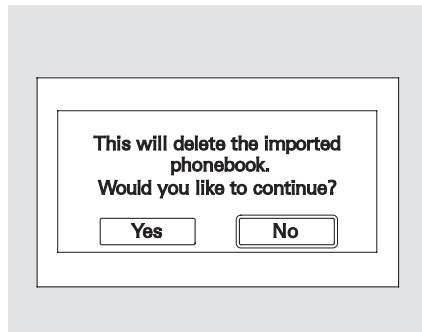 This will delete the imported
phonebook.
Would you like to continue?
Yes
No